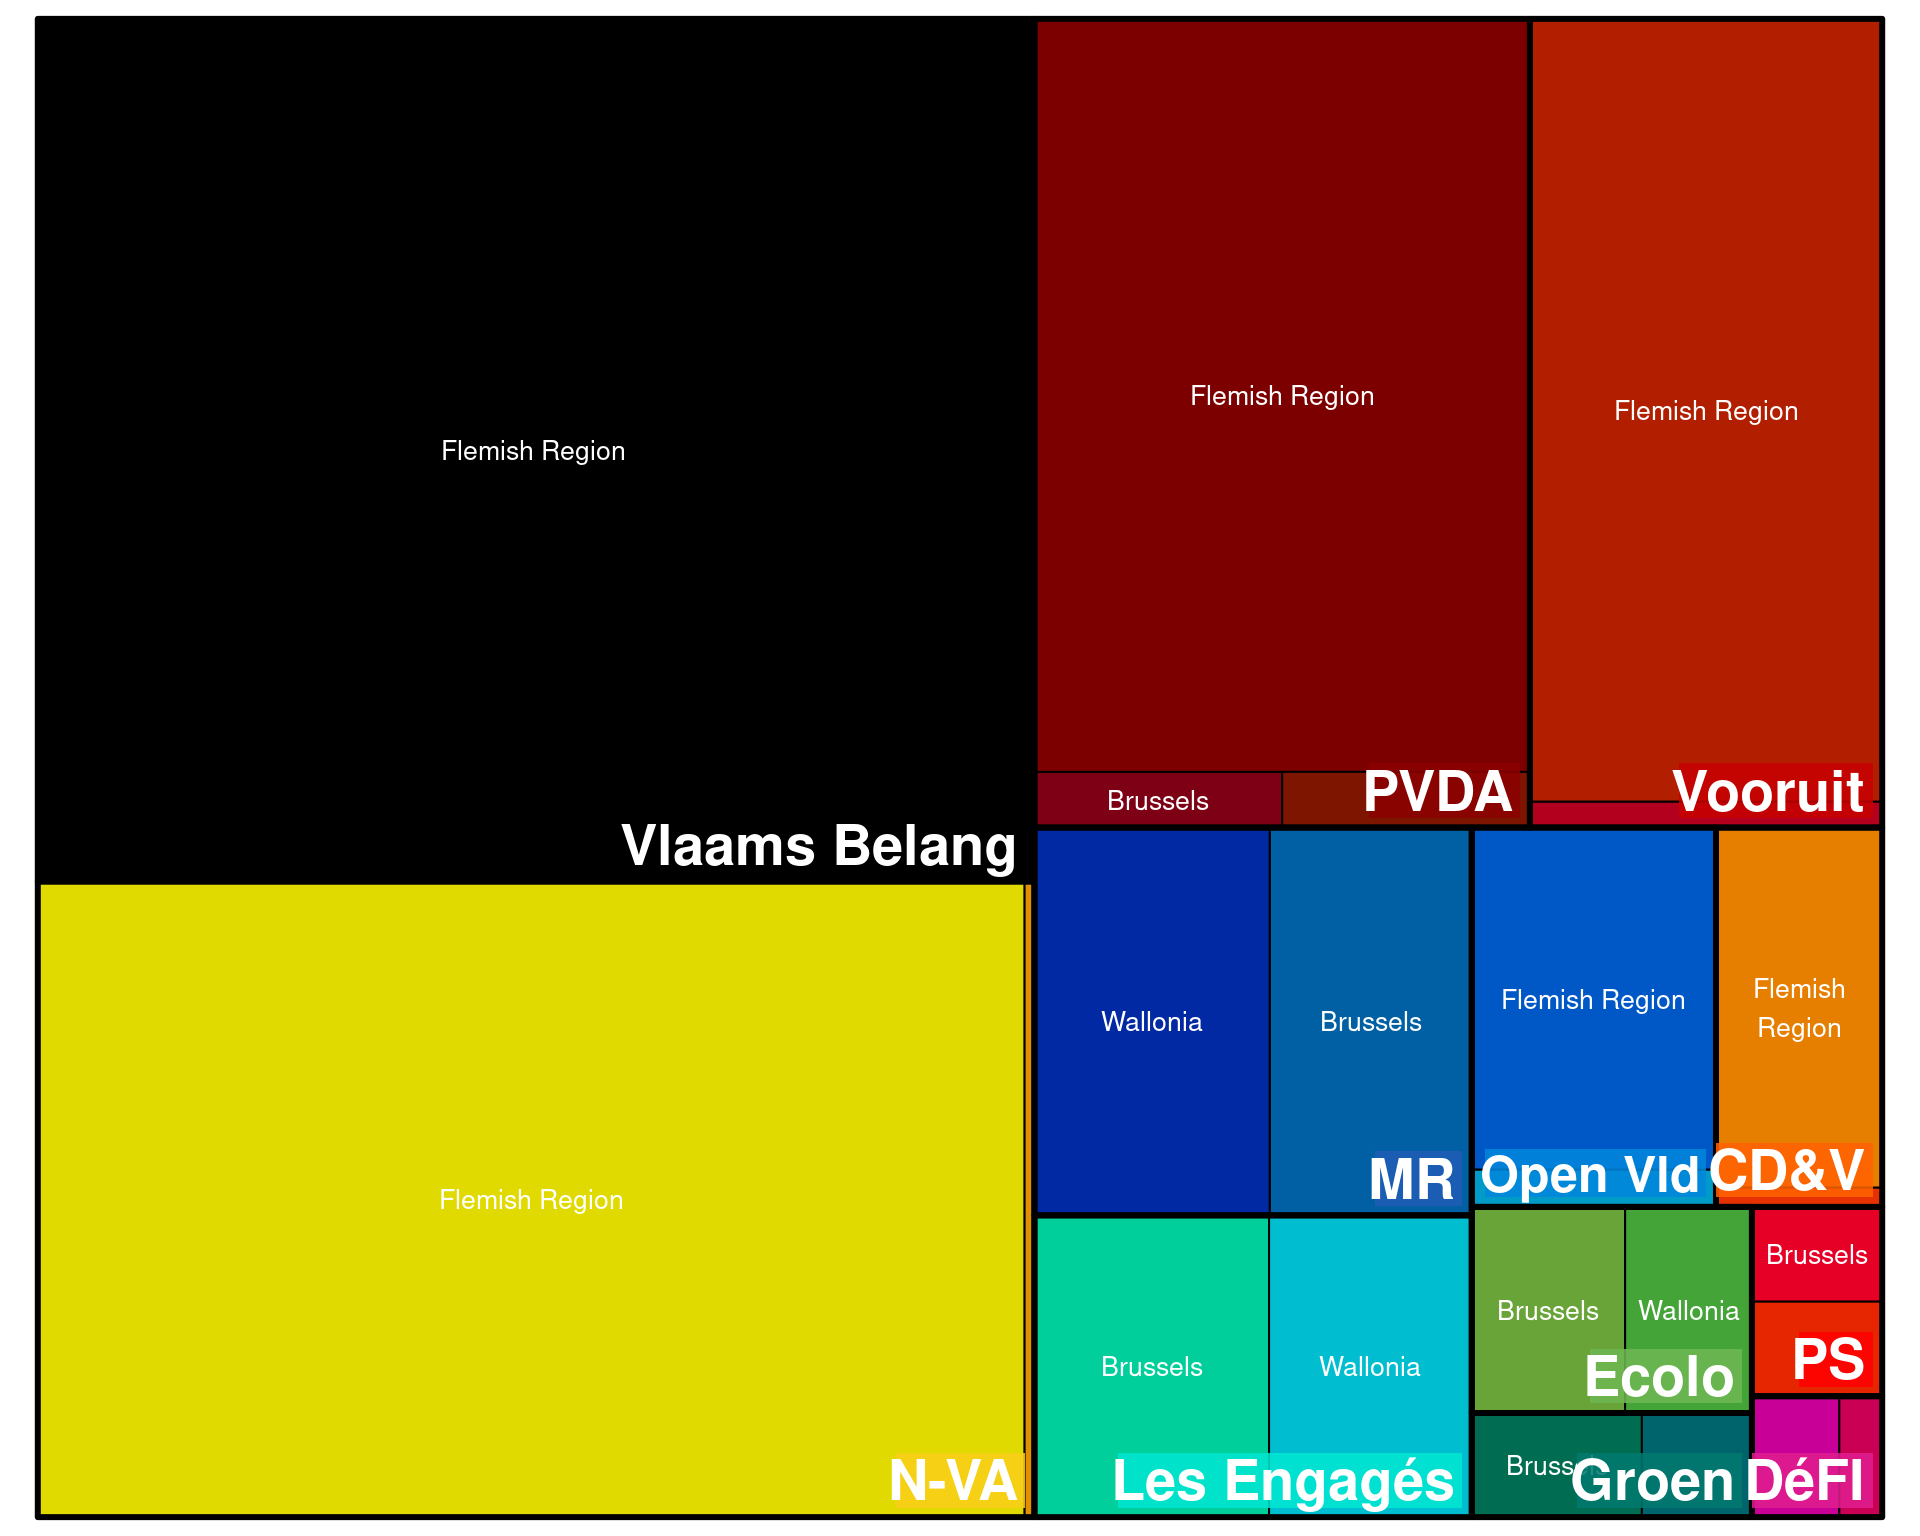 Flemish Region
Vlaams Belang
Flemish Region
N-VA
Flemish Region
Brussels
PVDA
Flemish Region
Vooruit
Wallonia
Brussels
MR
Flemish Region
Open Vld
Flemish
Region
CD&V
Brussels
Wallonia
Les Engagés
Brussels
Wallonia
Ecolo
Brussels
PS
Groen
DéFI